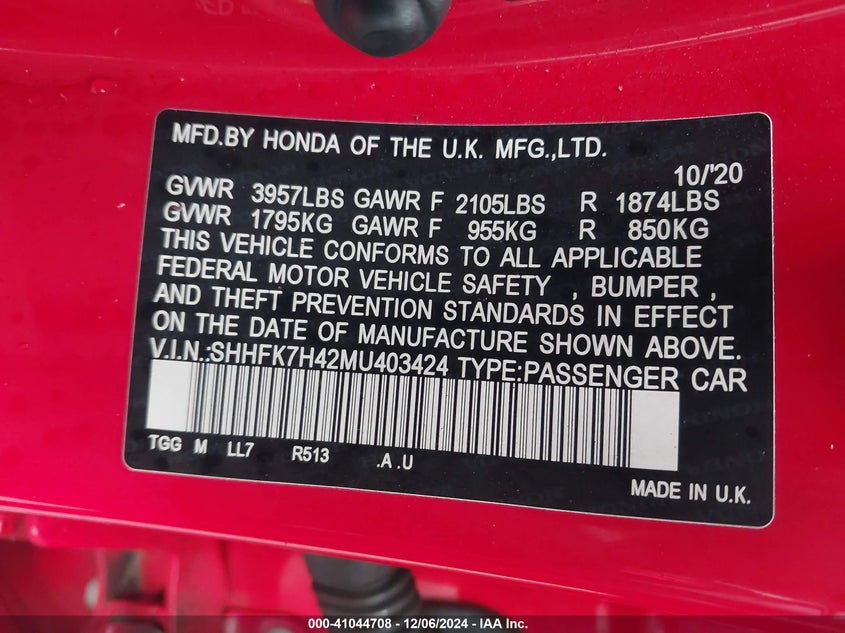 MFD.BY HONDA OF THE U.K. MFG.,LTD.
10/'20
GVWR 3957LBS GAWR F 2105LBS R 1874LBS
GVWR 1795KG GAWR F 955KG R 850KG
THIS VEHICLE CONFORMS TO ALL APPLICABLE
FEDERAL MOTOR VEHICLE SAFETY , BUMPER ,
AND THEFT PREVENTION STANDARDS IN EFFECT
ON THE DATE OF MANUFACTURE SHOWN ABOVE.
V.I.N.:SHHFK7H42MU403424 TYPE:PASSENGER CAR
TGG M LL7 R513 .A .U
MADE IN U.K.
000-41044708 - 12/06/2024 - IAA Inc.